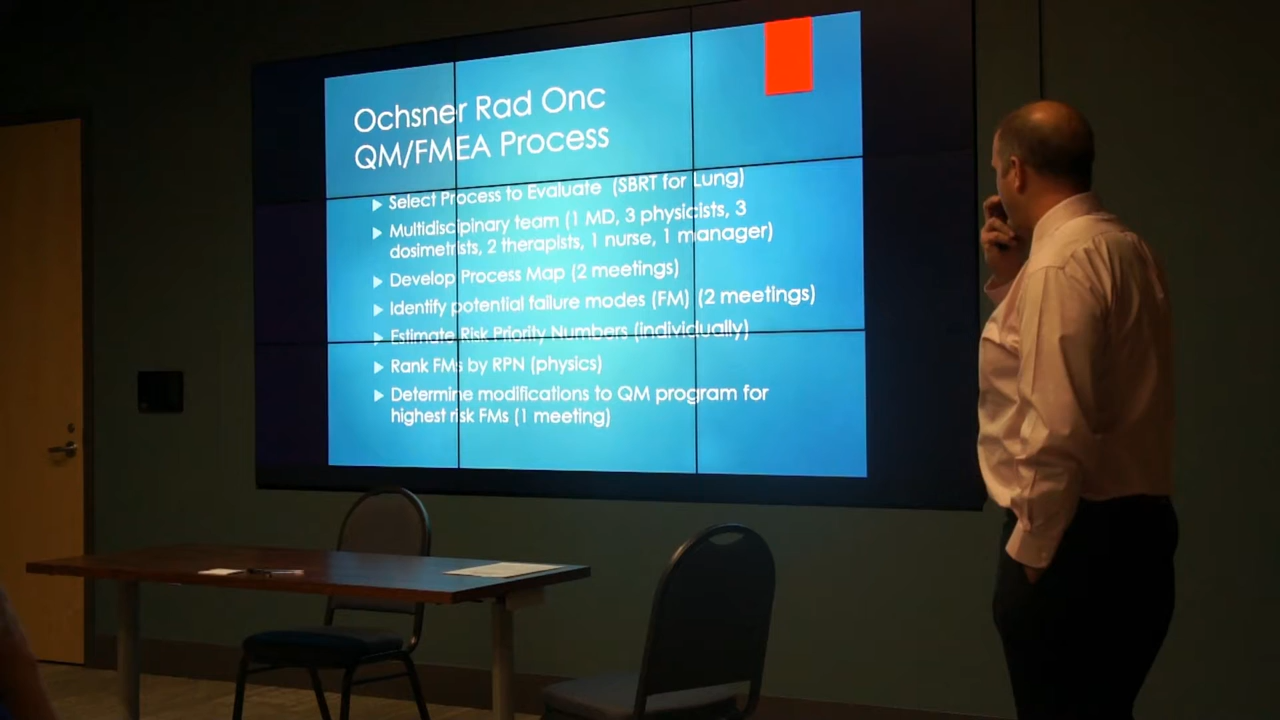 Ochsner Rad Onc
QM/FMEA Process
Select Process to Evaluate (SBRT for Lung)
Multidisciplinary team (1 MD, 3 physicists, 3
dosimetrists, 2 therapists, 1 nurse, 1 manager)
Develop Process Map (2 meetings)
Identify potential failure modes (FM) (2 meetings)
Estimate Risk Priority Numbers (individually)
Rank FMs by RPN (physics)
Determine modifications to QM program for
highest risk FMs (1 meeting)